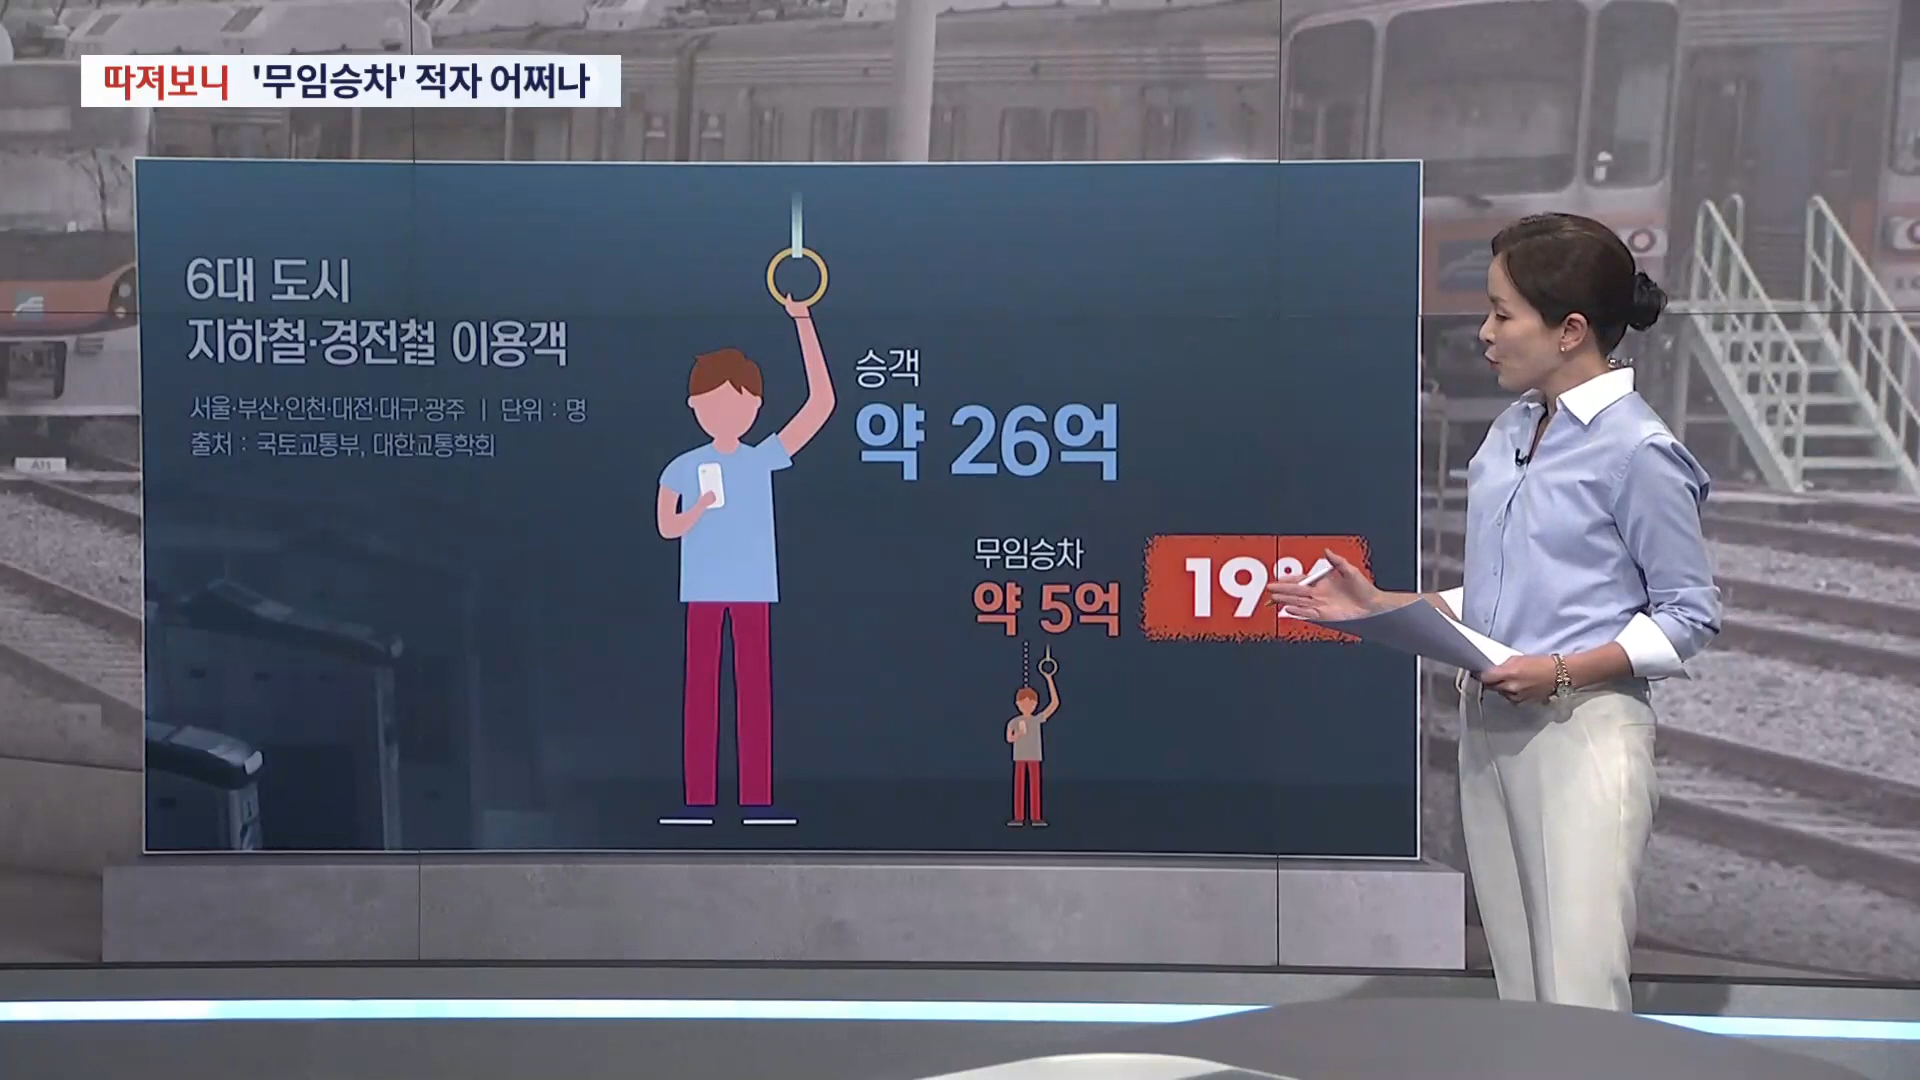 따져보니 '무임승차' 적자 어쩌나
6대 도시
지하철·경전철 이용객
서울·부산·인천·대전·대구·광주 | 단위 : 명
출처 : 국토교통부, 대한교통학회
승객
약 26억
무임승차
약 5억
19%
A11